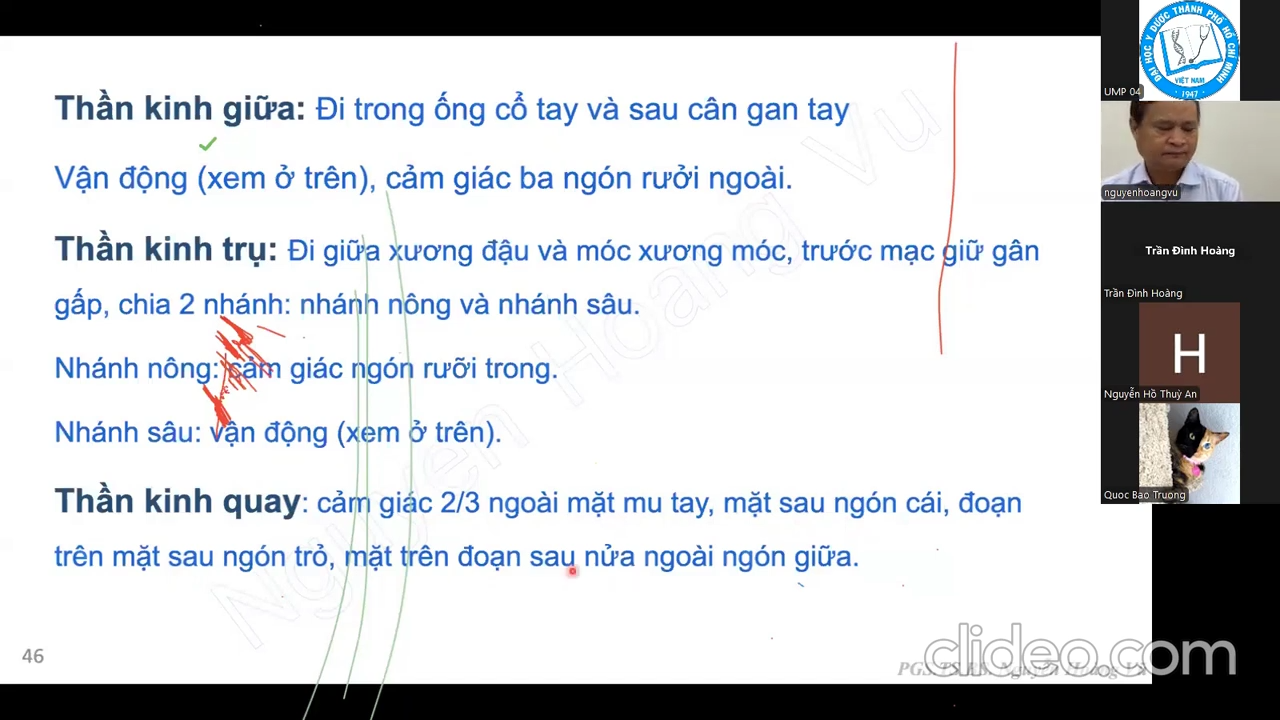 Thần kinh giữa: Đi trong ống cổ tay và sau cân gan tay
Vận động (xem ở trên), cảm giác ba ngón rưởi ngoài.
Thần kinh trụ: Đi giữa xương đậu và móc xương móc, trước mạc giữ gân
gấp, chia 2 nhánh: nhánh nông và nhánh sâu.
Nhánh nông: cảm giác ngón rưỡi trong.
Nhánh sâu: vận động (xem ở trên).
Thần kinh quay: cảm giác 2/3 ngoài mặt mu tay, mặt sau ngón cái, đoạn
trên mặt sau ngón trỏ, mặt trên đoạn sau nửa ngoài ngón giữa.
46
PGS.TS.BS. Nguyễn Hoàng Vũ
clideo.com
Nguyen Hoang Vu
ĐẠI HỌC Y DƯỢC THÀNH PHỐ HỒ CHÍ MINH
VIỆT NAM
1947
UMP 04
nguyenhoangvu
Trần Đình Hoàng
Trần Đình Hoàng
H
Nguyễn Hồ Thuỳ An
Quoc Bao Truong